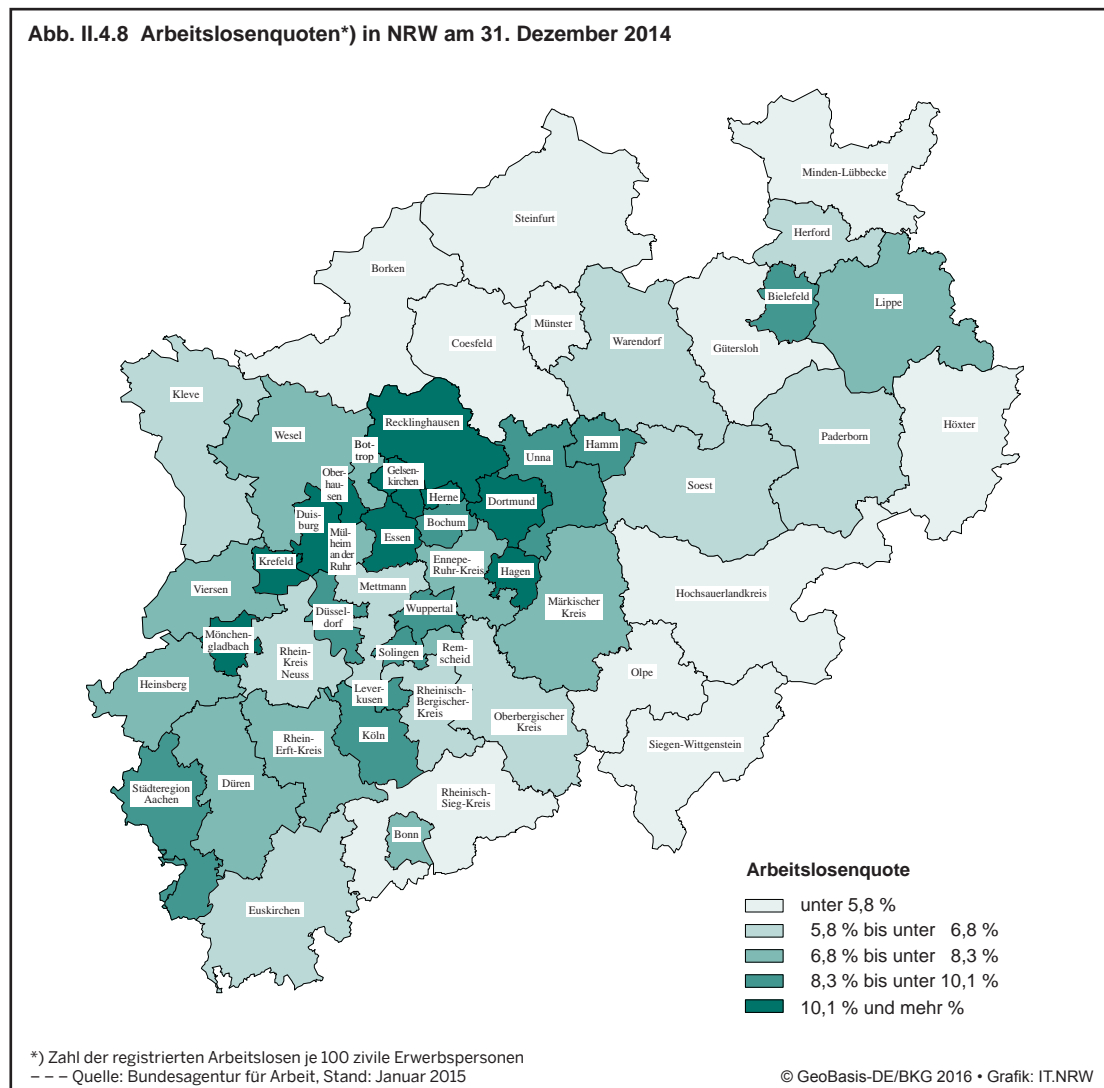 Abb. II.4.8 Arbeitslosenquoten*) in NRW am 31. Dezember 2014
Minden-Lübbecke
Steinfurt
Herford
Borken
Bielefeld
Lippe
Münster
Coesfeld
Warendorf
Gütersloh
Kleve
Recklinghausen
Höxter
Wesel
Paderborn
Bot-
trop
Hamm
Unna
Gelsen-
kirchen
Ober-
hau-
sen
Soest
Herne
Dortmund
Duis-
burg
Bochum
Essen
Mülheim
an der
Ruhr
Krefeld
Ennepe-
Ruhr-Kreis
Hagen
Viersen
Mettmann
Hochsauerlandkreis
Märkischer
Kreis
Wuppertal
Düssel-
dorf
Mönchen-
gladbach
Rem-
scheid
Solingen
Rhein-
Kreis
Neuss
Olpe
Heinsberg
Lever-
kusen
Rheinisch-
Bergischer-
Kreis
Oberbergischer
Kreis
Köln
Rhein-
Erft-Kreis
Siegen-Wittgenstein
Städteregion
Aachen
Düren
Rheinisch-
Sieg-Kreis
Bonn
Euskirchen
Arbeitslosenquote
unter 5,8 %
5,8 % bis unter 6,8 %
6,8 % bis unter 8,3 %
8,3 % bis unter 10,1 %
10,1 % und mehr %
*) Zahl der registrierten Arbeitslosen je 100 zivile Erwerbspersonen
– – – Quelle: Bundesagentur für Arbeit, Stand: Januar 2015
© GeoBasis-DE/BKG 2016 • Grafik: IT.NRW